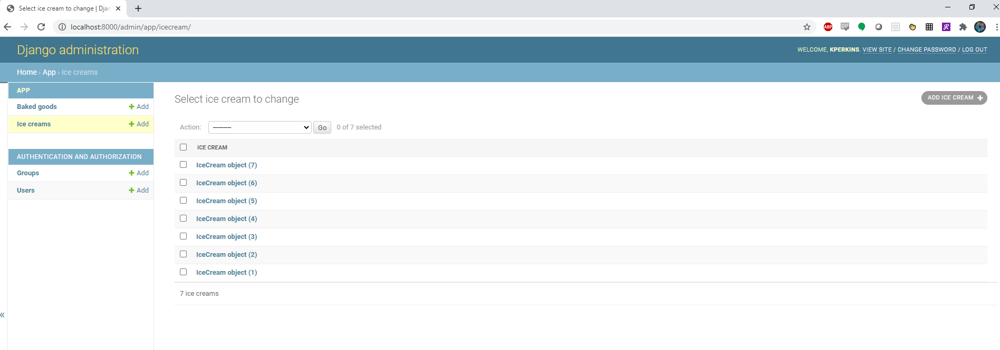 Select ice cream to change | Djan
localhost:8000/admin/app/icecream/
ABP
CSS
R
Django administration
WELCOME, KPERKINS. VIEW SITE / CHANGE PASSWORD / LOG OUT
Home › App › Ice creams
APP
Baked goods + Add
Ice creams + Add
AUTHENTICATION AND AUTHORIZATION
Groups + Add
Users + Add
«
Select ice cream to change
ADD ICE CREAM +
Action: --------- Go 0 of 7 selected
ICE CREAM
IceCream object (7)
IceCream object (6)
IceCream object (5)
IceCream object (4)
IceCream object (3)
IceCream object (2)
IceCream object (1)
7 ice creams